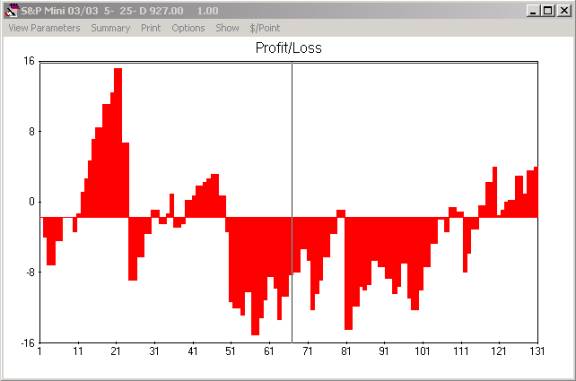 S&P Mini 03/03 5- 25- D 927.00 1.00
View Parameters Summary Print Options Show $/Point
Profit/Loss
16
8
0
-8
-16
1 11 21 31 41 51 61 71 81 91 101 111 121 131